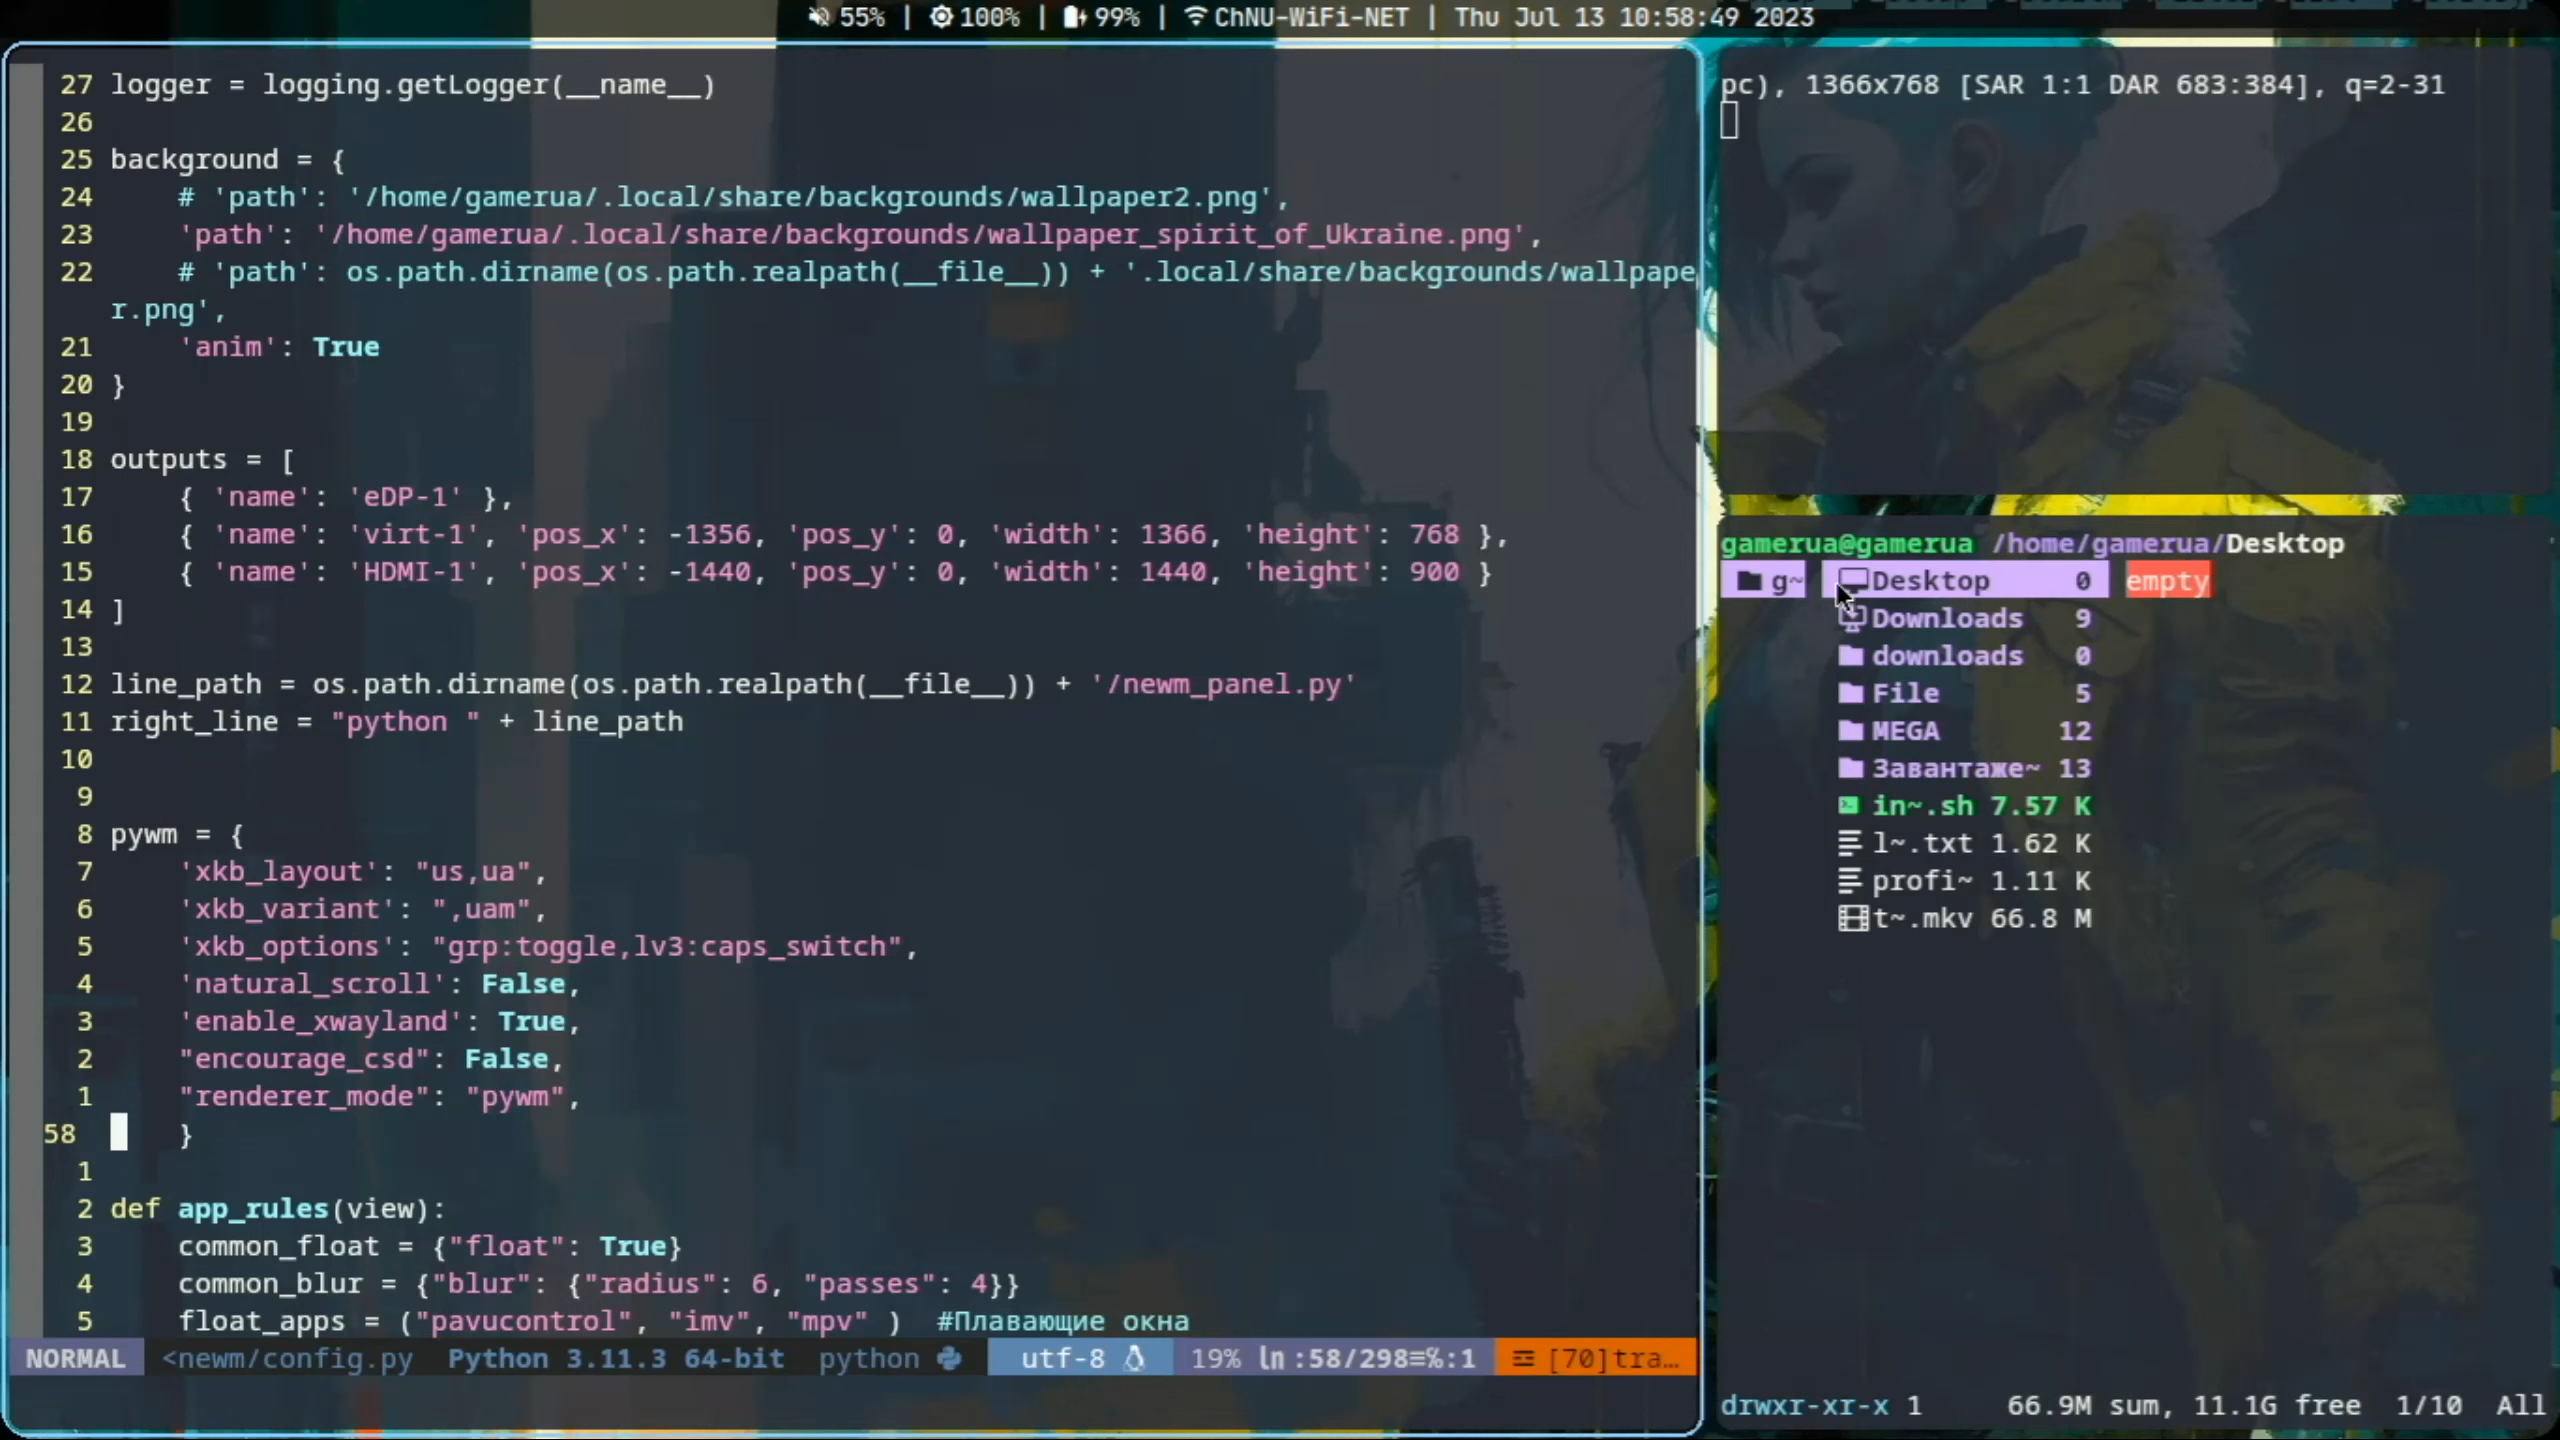 55% | 100% | 99% | ChNU-WiFi-NET | Thu Jul 13 10:58:49 2023
27 logger = logging.getLogger(__name__)
26
25 background = {
24     # 'path': '/home/gamerua/.local/share/backgrounds/wallpaper2.png',
23     'path': '/home/gamerua/.local/share/backgrounds/wallpaper_spirit_of_Ukraine.png',
22     # 'path': os.path.dirname(os.path.realpath(__file__)) + '.local/share/backgrounds/wallpape
r.png',
21     'anim': True
20 }
19
18 outputs = [
17     { 'name': 'eDP-1' },
16     { 'name': 'virt-1', 'pos_x': -1356, 'pos_y': 0, 'width': 1366, 'height': 768 },
15     { 'name': 'HDMI-1', 'pos_x': -1440, 'pos_y': 0, 'width': 1440, 'height': 900 }
14 ]
13
12 line_path = os.path.dirname(os.path.realpath(__file__)) + '/newm_panel.py'
11 right_line = "python " + line_path
10
9
8 pywm = {
7     'xkb_layout': "us,ua",
6     'xkb_variant': ",uam",
5     'xkb_options': "grp:toggle,lv3:caps_switch",
4     'natural_scroll': False,
3     'enable_xwayland': True,
2     "encourage_csd": False,
1     "renderer_mode": "pywm",
58     }
1
2 def app_rules(view):
3     common_float = {"float": True}
4     common_blur = {"blur": {"radius": 6, "passes": 4}}
5     float_apps = ("pavucontrol", "imv", "mpv" )  #Плавающие окна
NORMAL <newm/config.py Python 3.11.3 64-bit python utf-8 19% ln :58/298≡%:1 [70]tra…
pc), 1366x768 [SAR 1:1 DAR 683:384], q=2-31
gamerua@gamerua /home/gamerua/Desktop
g~ Desktop 0 empty
Downloads 9
downloads 0
File 5
MEGA 12
Завантаже~ 13
in~.sh 7.57 K
l~.txt 1.62 K
profi~ 1.11 K
t~.mkv 66.8 M
drwxr-xr-x 1 66.9M sum, 11.1G free 1/10 All